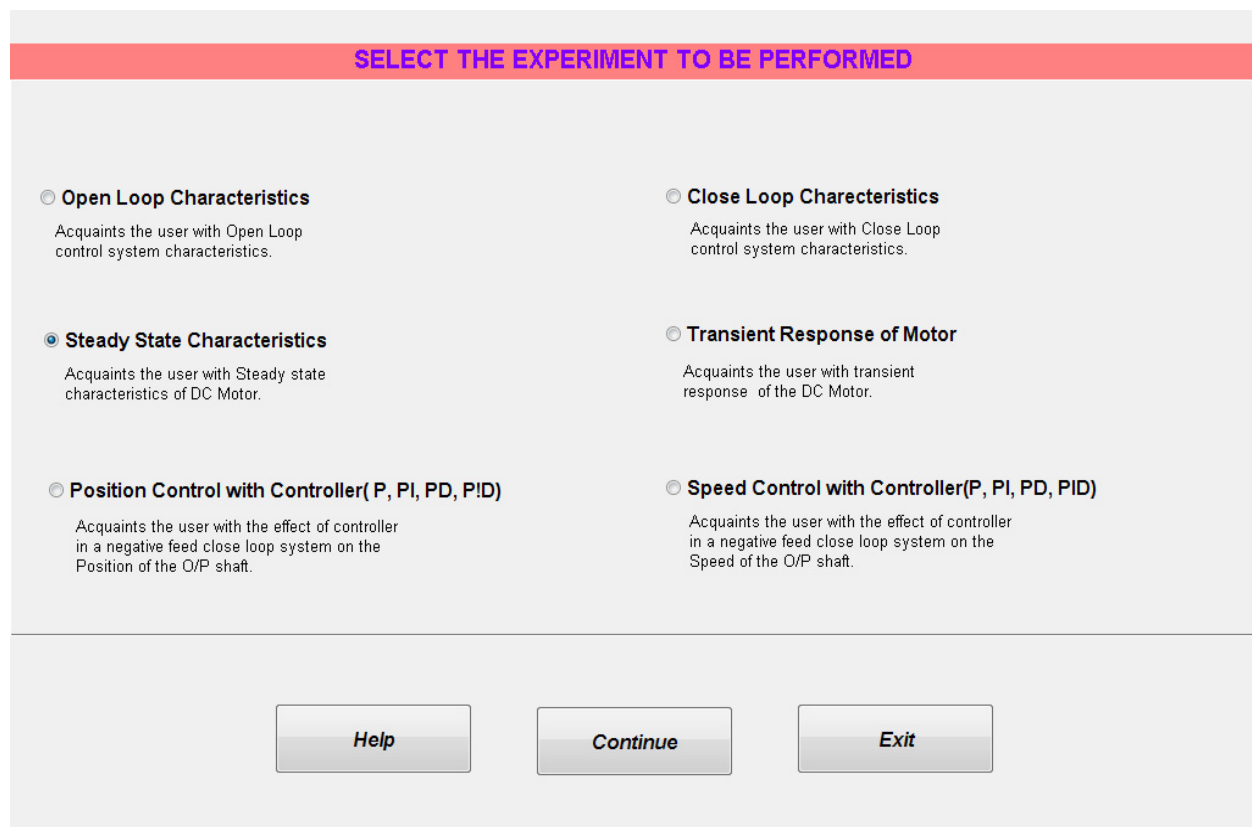 SELECT THE EXPERIMENT TO BE PERFORMED
Open Loop Characteristics
Acquaints the user with Open Loop
control system characteristics.
Close Loop Charecteristics
Acquaints the user with Close Loop
control system characteristics.
Steady State Characteristics
Acquaints the user with Steady state
characteristics of DC Motor.
Transient Response of Motor
Acquaints the user with transient
response of the DC Motor.
Position Control with Controller( P, PI, PD, P!D)
Acquaints the user with the effect of controller
in a negative feed close loop system on the
Position of the O/P shaft.
Speed Control with Controller(P, PI, PD, PID)
Acquaints the user with the effect of controller
in a negative feed close loop system on the
Speed of the O/P shaft.
Help
Continue
Exit